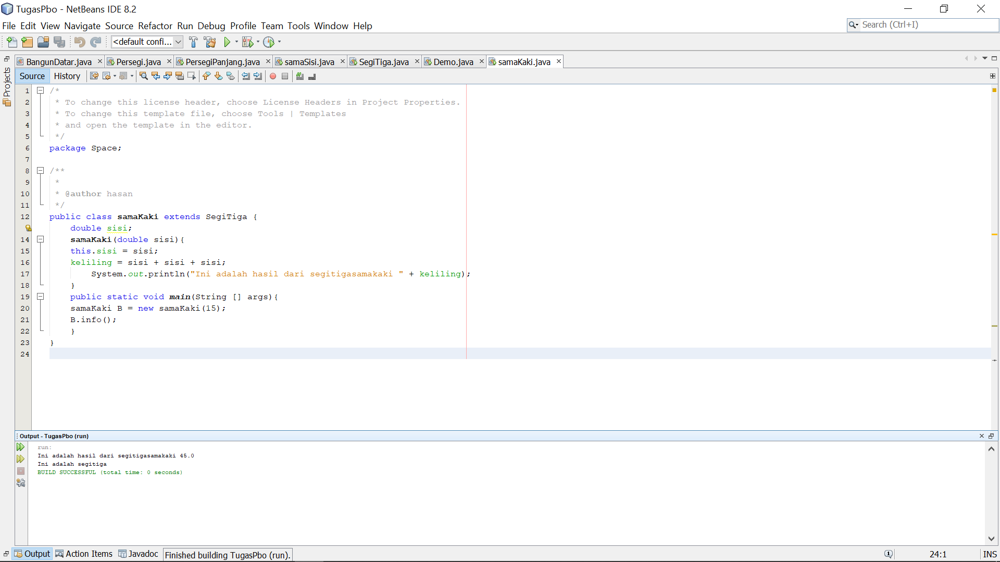 TugasPbo - NetBeans IDE 8.2
File Edit View Navigate Source Refactor Run Debug Profile Team Tools Window Help
Search (Ctrl+I)
<default confi...
Projects
BangunDatar.java Persegi.java PersegiPanjang.java samaSisi.java SegiTiga.java Demo.java samaKaki.java
Source History
1 /*
2 * To change this license header, choose License Headers in Project Properties.
3 * To change this template file, choose Tools | Templates
4 * and open the template in the editor.
5 */
6 package Space;
7
8 /**
9 *
10 * @author hasan
11 */
12 public class samaKaki extends SegiTiga {
double sisi;
14 samaKaki(double sisi){
15 this.sisi = sisi;
16 keliling = sisi + sisi + sisi;
17 System.out.println("Ini adalah hasil dari segitigasamakaki " + keliling);
18 }
19 public static void main(String [] args){
20 samaKaki B = new samaKaki(15);
21 B.info();
22 }
23 }
24
Output - TugasPbo (run)
run:
Ini adalah hasil dari segitigasamakaki 45.0
Ini adalah segitiga
BUILD SUCCESSFUL (total time: 0 seconds)
Output Action Items Javadoc Finished building TugasPbo (run). 24:1 INS